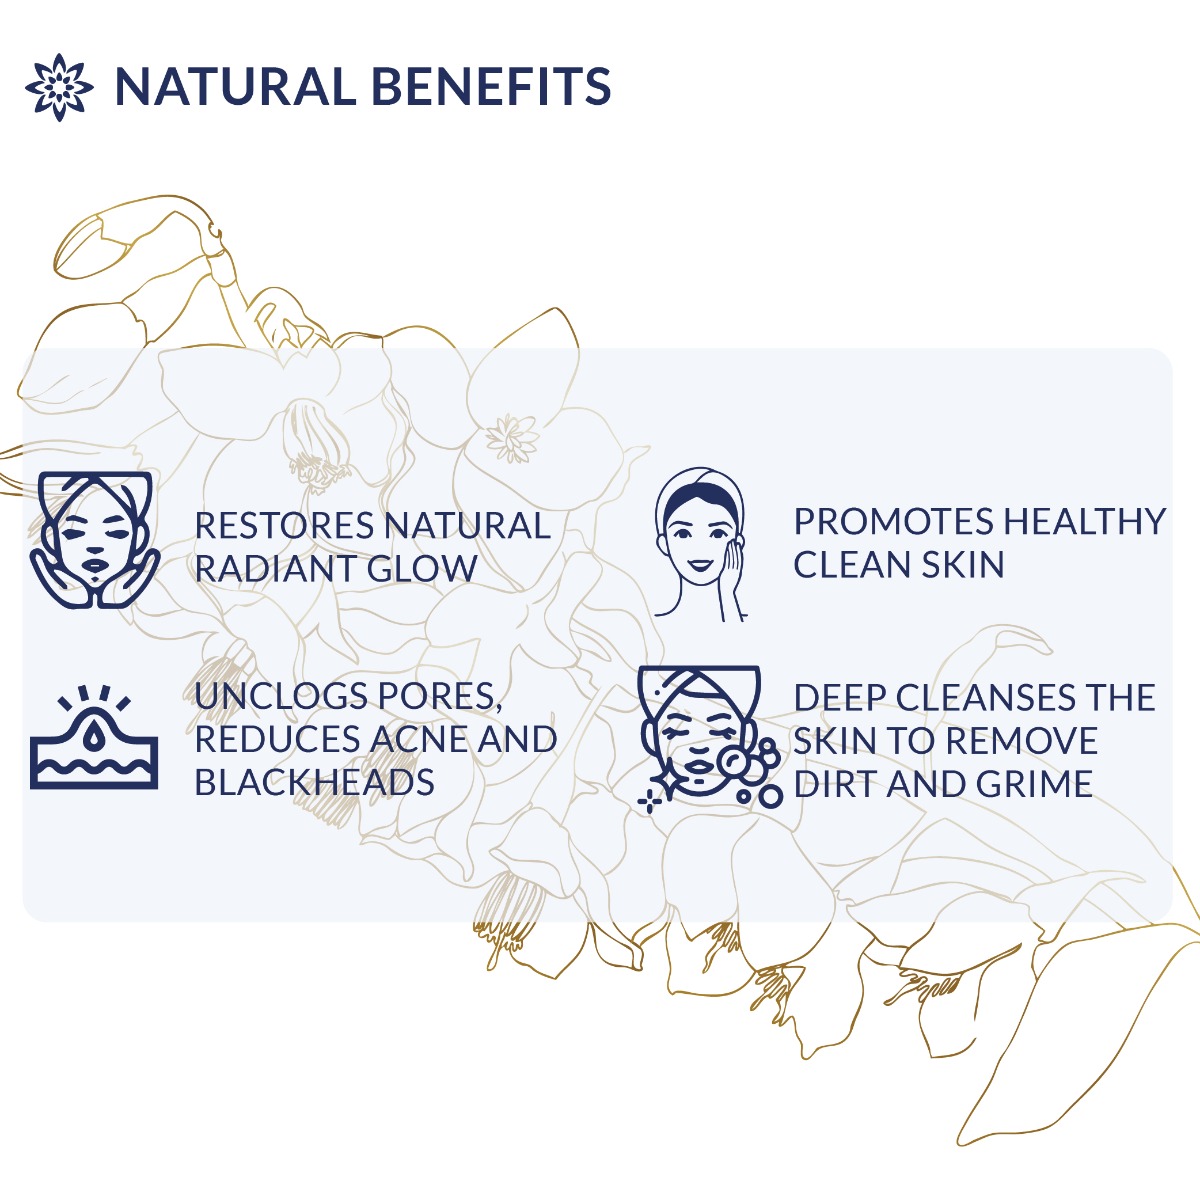 NATURAL BENEFITS
RESTORES NATURAL
RADIANT GLOW
PROMOTES HEALTHY
CLEAN SKIN
UNCLOGS PORES,
REDUCES ACNE AND
BLACKHEADS
DEEP CLEANSES THE
SKIN TO REMOVE
DIRT AND GRIME